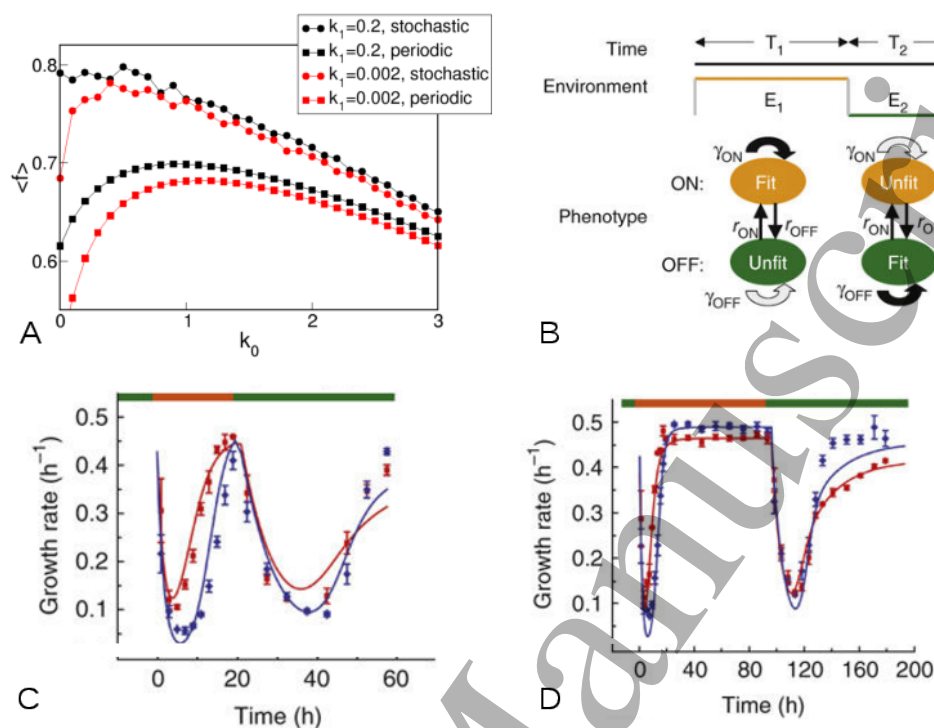 k₁=0.2, stochastic
k₁=0.2, periodic
k₁=0.002, stochastic
k₁=0.002, periodic
0.8
0.7
0.6
<f>
0
1
2
3
k₀
A
Time
T₁
T₂
Environment
E₁
E₂
γON
γON
ON:
Fit
Unfit
Phenotype
rON
rOFF
rON
OFF:
Unfit
Fit
γOFF
γOFF
B
0.5
0.4
0.3
0.2
0.1
Growth rate (h⁻¹)
0
20
40
60
Time (h)
C
0.5
0.4
0.3
0.2
0.1
Growth rate (h⁻¹)
0
40
80
120
160
200
Time (h)
D
Manuscri